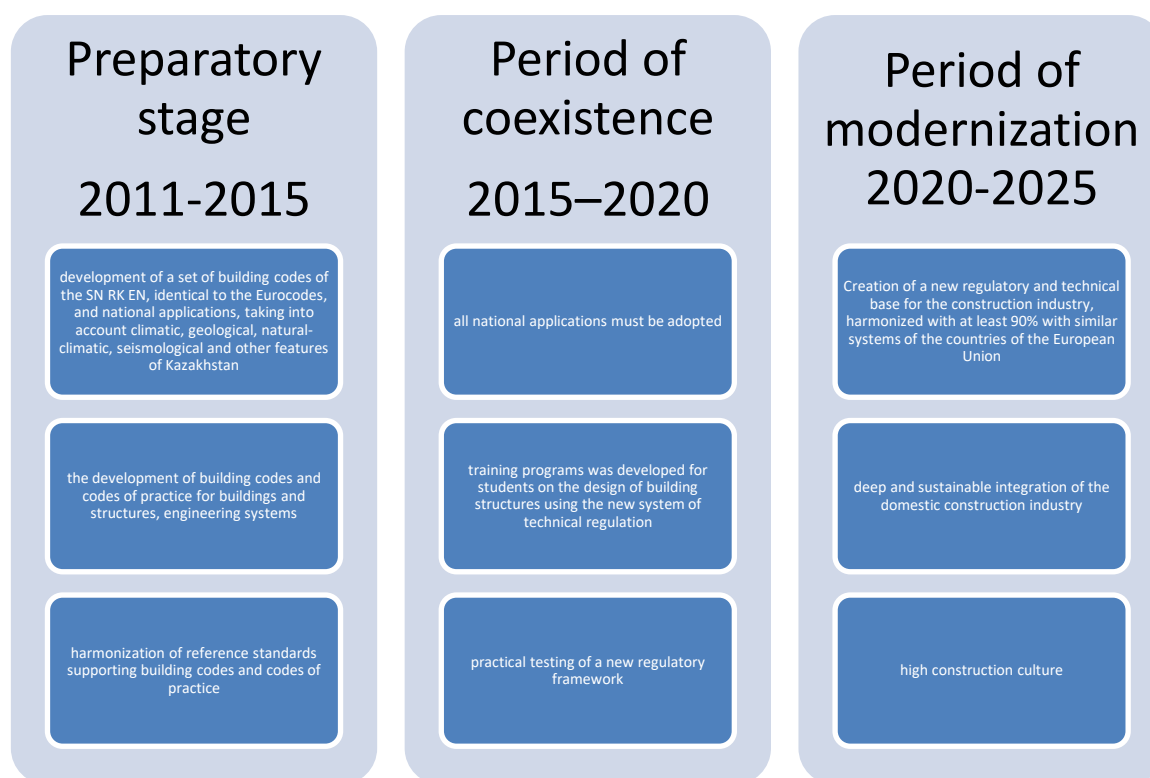 Preparatory
stage
2011-2015
development of a set of building codes of
the SN RK EN, identical to the Eurocodes,
and national applications, taking into
account climatic, geological, natural-
climatic, seismological and other features
of Kazakhstan
the development of building codes and
codes of practice for buildings and
structures, engineering systems
harmonization of reference standards
supporting building codes and codes of
practice
Period of
coexistence
2015–2020
all national applications must be adopted
training programs was developed for
students on the design of building
structures using the new system of
technical regulation
practical testing of a new regulatory
framework
Period of
modernization
2020-2025
Creation of a new regulatory and technical
base for the construction industry,
harmonized with at least 90% with similar
systems of the countries of the European
Union
deep and sustainable integration of the
domestic construction industry
high construction culture